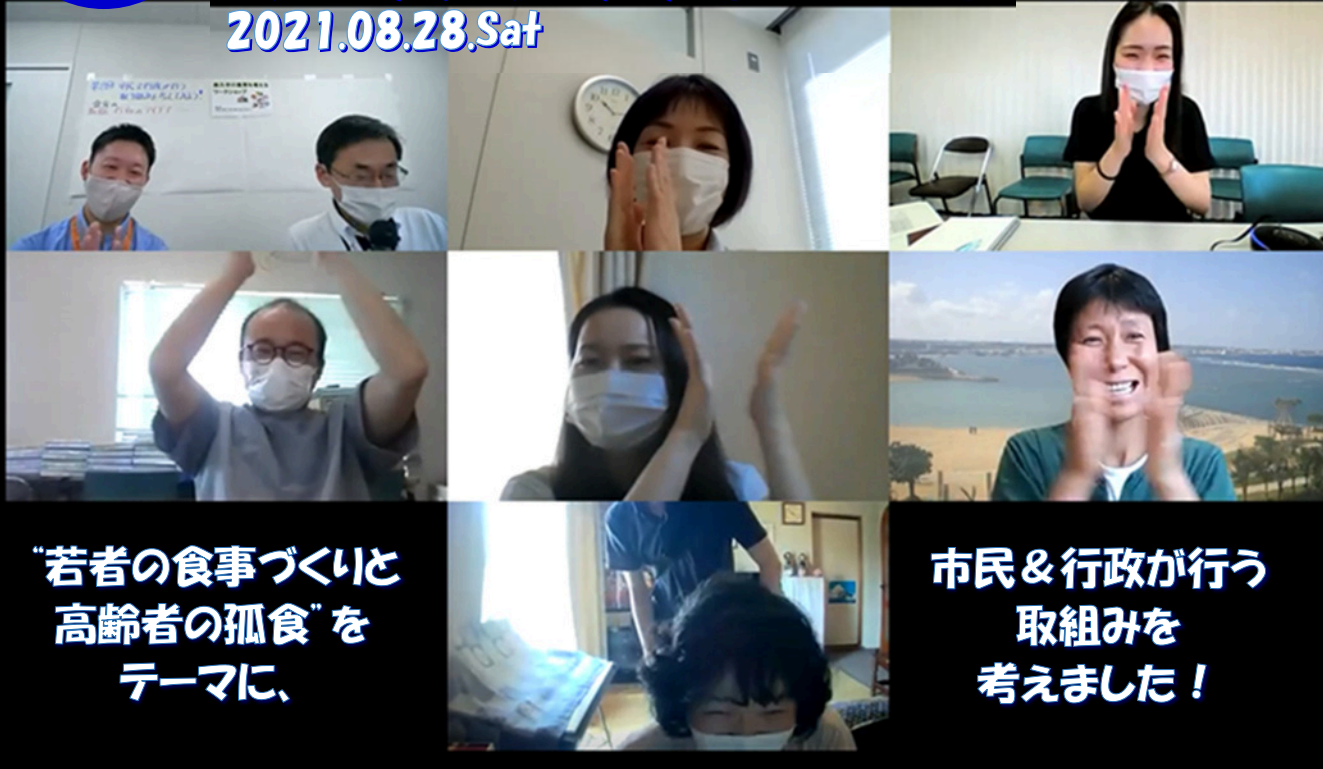 2021.08.28.Sat
“若者の食事づくりと
高齢者の孤食”を
テーマに、
市民＆行政が行う
取組みを
考えました！